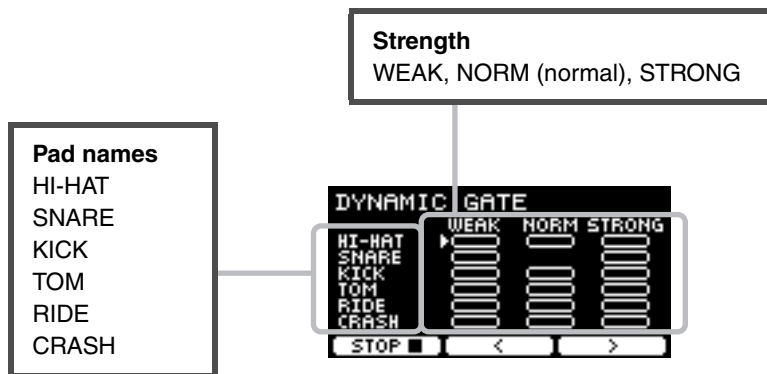 Strength
WEAK, NORM (normal), STRONG
Pad names
HI-HAT
SNARE
KICK
TOM
RIDE
CRASH
DYNAMIC GATE
WEAK NORM STRONG
HI-HAT
SNARE
KICK
TOM
RIDE
CRASH
STOP ■ < >